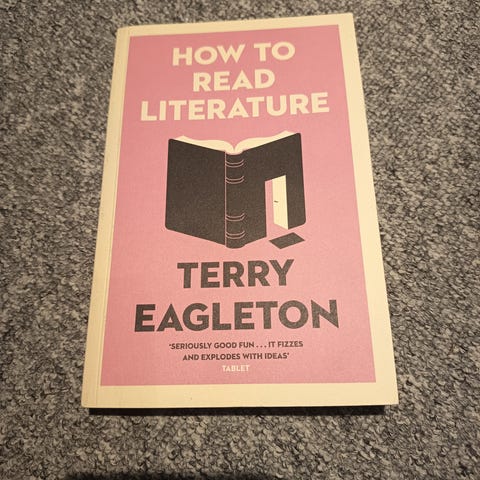 HOW TO
READ
LITERATURE
TERRY
EAGLETON
'SERIOUSLY GOOD FUN . . . IT FIZZES
AND EXPLODES WITH IDEAS'
TABLET